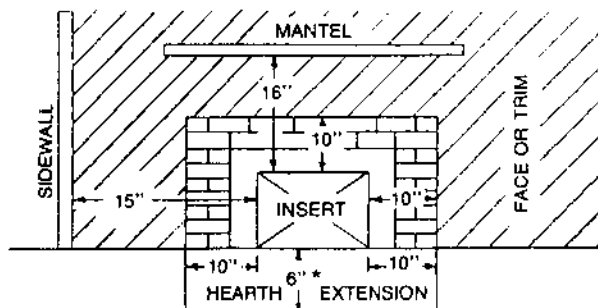 MANTEL
16"
10"
SIDEWALL
15"
INSERT
10"
FACE OR TRIM
10"
6" *
10"
HEARTH EXTENSION